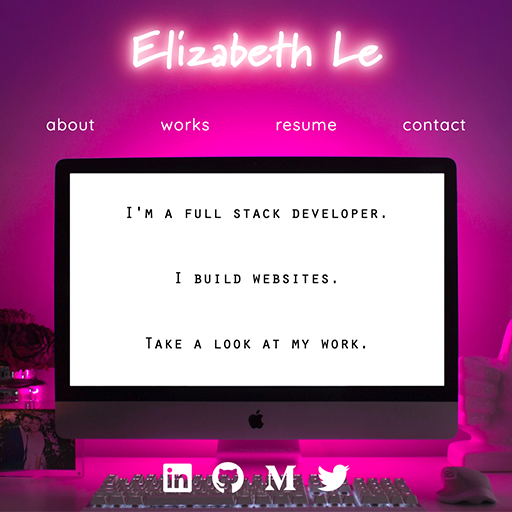 Elizabeth Le
about works resume contact
I'm a full stack developer.
I build websites.
Take a look at my work.
in M